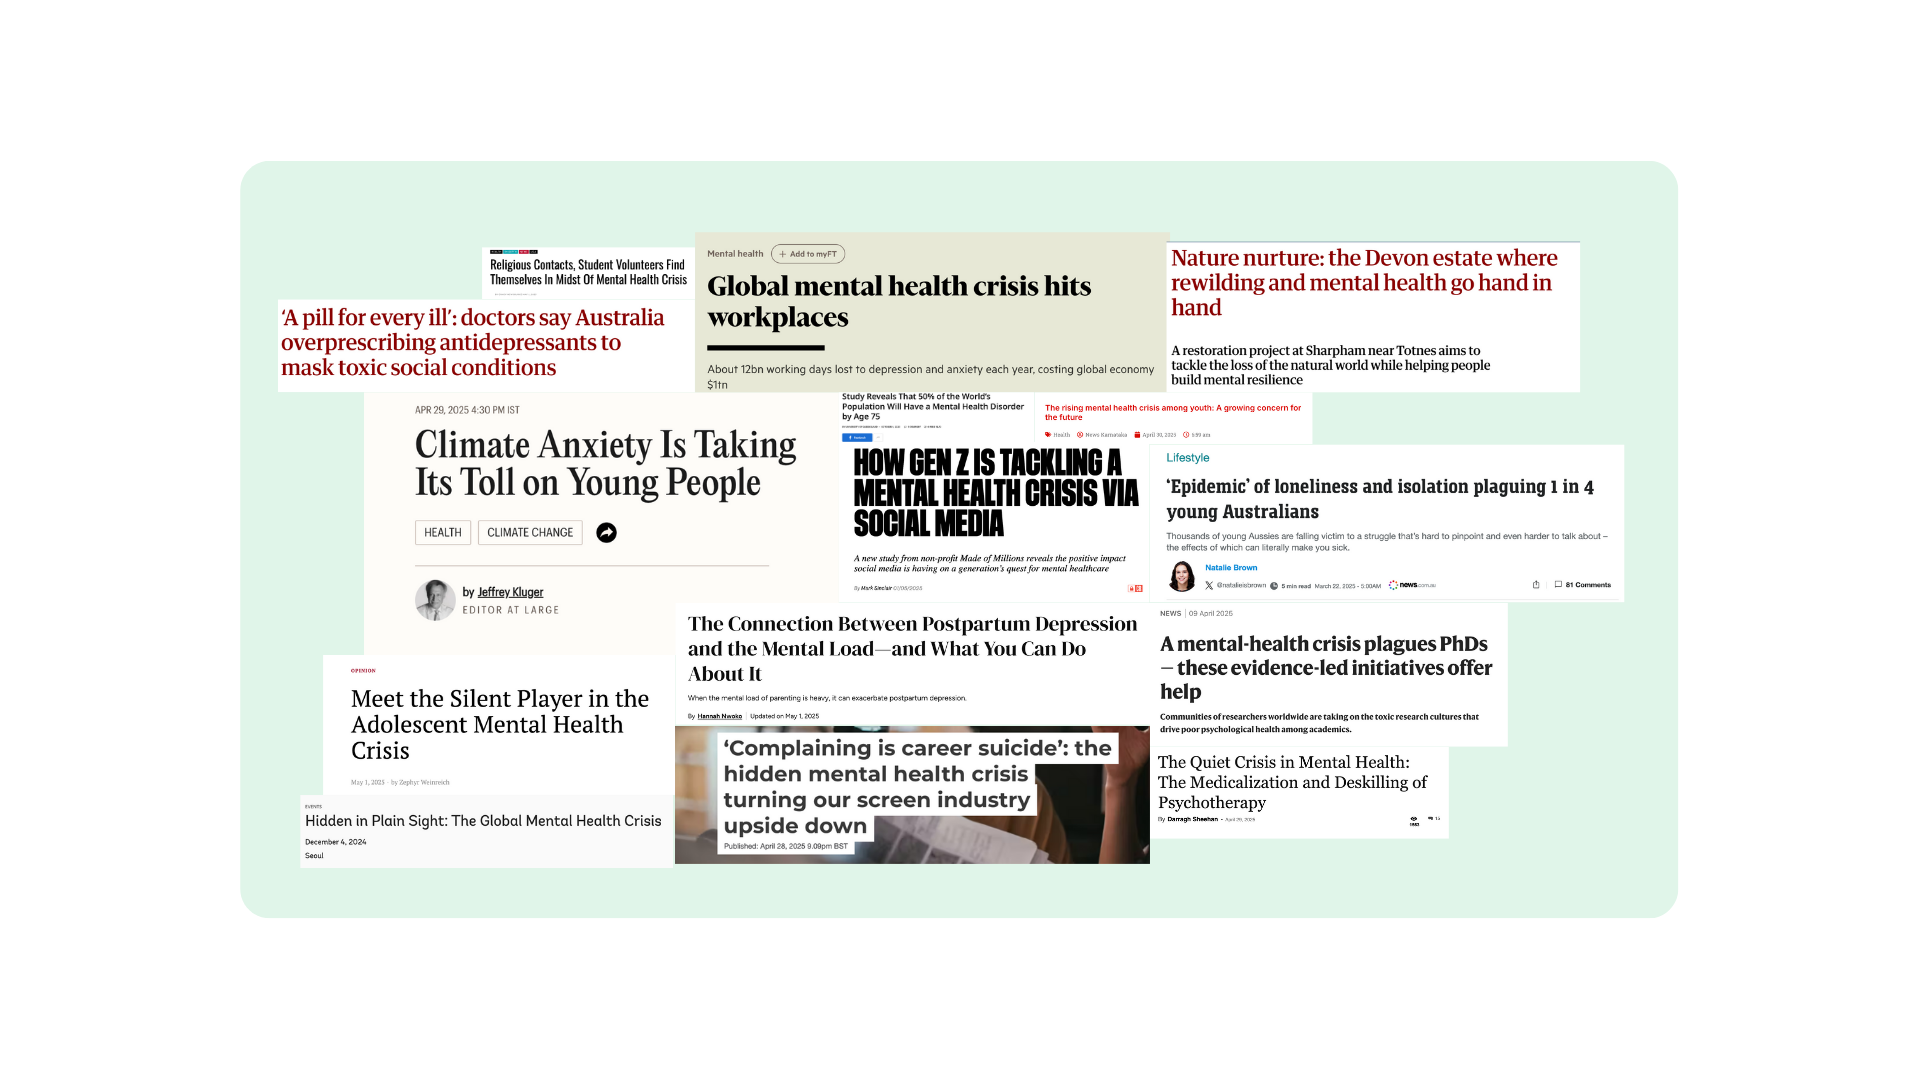 Religious Contacts, Student Volunteers Find
Themselves In Midst Of Mental Health Crisis
Mental health
+ Add to myFT
Global mental health crisis hits
workplaces
About 12bn working days lost to depression and anxiety each year, costing global economy
$1tn
Nature nurture: the Devon estate where
rewilding and mental health go hand in
hand
A restoration project at Sharpham near Totnes aims to
tackle the loss of the natural world while helping people
build mental resilience
‘A pill for every ill’: doctors say Australia
overprescribing antidepressants to
mask toxic social conditions
APR 29, 2025 4:30 PM IST
Climate Anxiety Is Taking
Its Toll on Young People
HEALTH
CLIMATE CHANGE
by Jeffrey Kluger
EDITOR AT LARGE
Study Reveals That 50% of the World's
Population Will Have a Mental Health Disorder
by Age 75
The rising mental health crisis among youth: A growing concern for
the future
Health News Karnataka April 30, 2025 5:59 am
HOW GEN Z IS TACKLING A
MENTAL HEALTH CRISIS VIA
SOCIAL MEDIA
A new study from non-profit Made of Millions reveals the positive impact
social media is having on a generation's quest for mental healthcare
By Mark Sinclair
Lifestyle
‘Epidemic’ of loneliness and isolation plaguing 1 in 4
young Australians
Thousands of young Aussies are falling victim to a struggle that’s hard to pinpoint and even harder to talk about –
the effects of which can literally make you sick.
Natalie Brown
@natalieisbrown 5 min read March 22, 2025 - 5:00AM news.com.au
81 Comments
The Connection Between Postpartum Depression
and the Mental Load—and What You Can Do
About It
When the mental load of parenting is heavy, it can exacerbate postpartum depression.
By Hannah Nwoko | Updated on May 1, 2025
NEWS | 09 April 2025
A mental-health crisis plagues PhDs
— these evidence-led initiatives offer
help
Communities of researchers worldwide are taking on the toxic research cultures that
drive poor psychological health among academics.
OPINION
Meet the Silent Player in the
Adolescent Mental Health
Crisis
May 1, 2025 - by Zephyr Weinreich
‘Complaining is career suicide’: the
hidden mental health crisis
turning our screen industry
upside down
Published: April 28, 2025 9.09pm BST
The Quiet Crisis in Mental Health:
The Medicalization and Deskilling of
Psychotherapy
By Darragh Sheehan - April 29, 2025
EVENTS
Hidden in Plain Sight: The Global Mental Health Crisis
December 4, 2024
Seoul